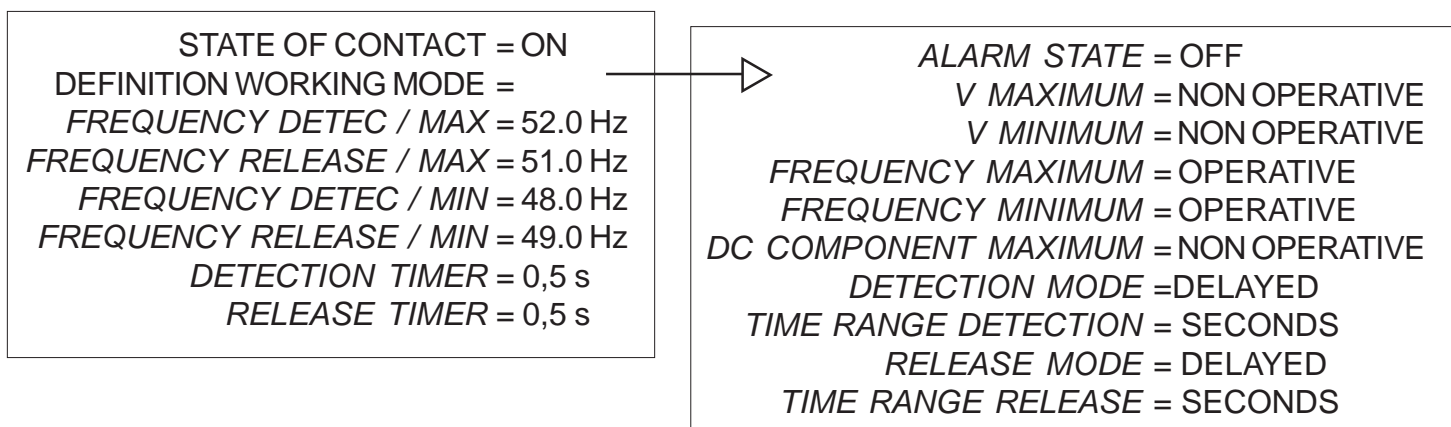 STATE OF CONTACT = ON
DEFINITION WORKING MODE =
FREQUENCY DETEC / MAX = 52.0 Hz
FREQUENCY RELEASE / MAX = 51.0 Hz
FREQUENCY DETEC / MIN = 48.0 Hz
FREQUENCY RELEASE / MIN = 49.0 Hz
DETECTION TIMER = 0,5 s
RELEASE TIMER = 0,5 s
ALARM STATE = OFF
V MAXIMUM = NON OPERATIVE
V MINIMUM = NON OPERATIVE
FREQUENCY MAXIMUM = OPERATIVE
FREQUENCY MINIMUM = OPERATIVE
DC COMPONENT MAXIMUM = NON OPERATIVE
DETECTION MODE =DELAYED
TIME RANGE DETECTION = SECONDS
RELEASE MODE = DELAYED
TIME RANGE RELEASE = SECONDS